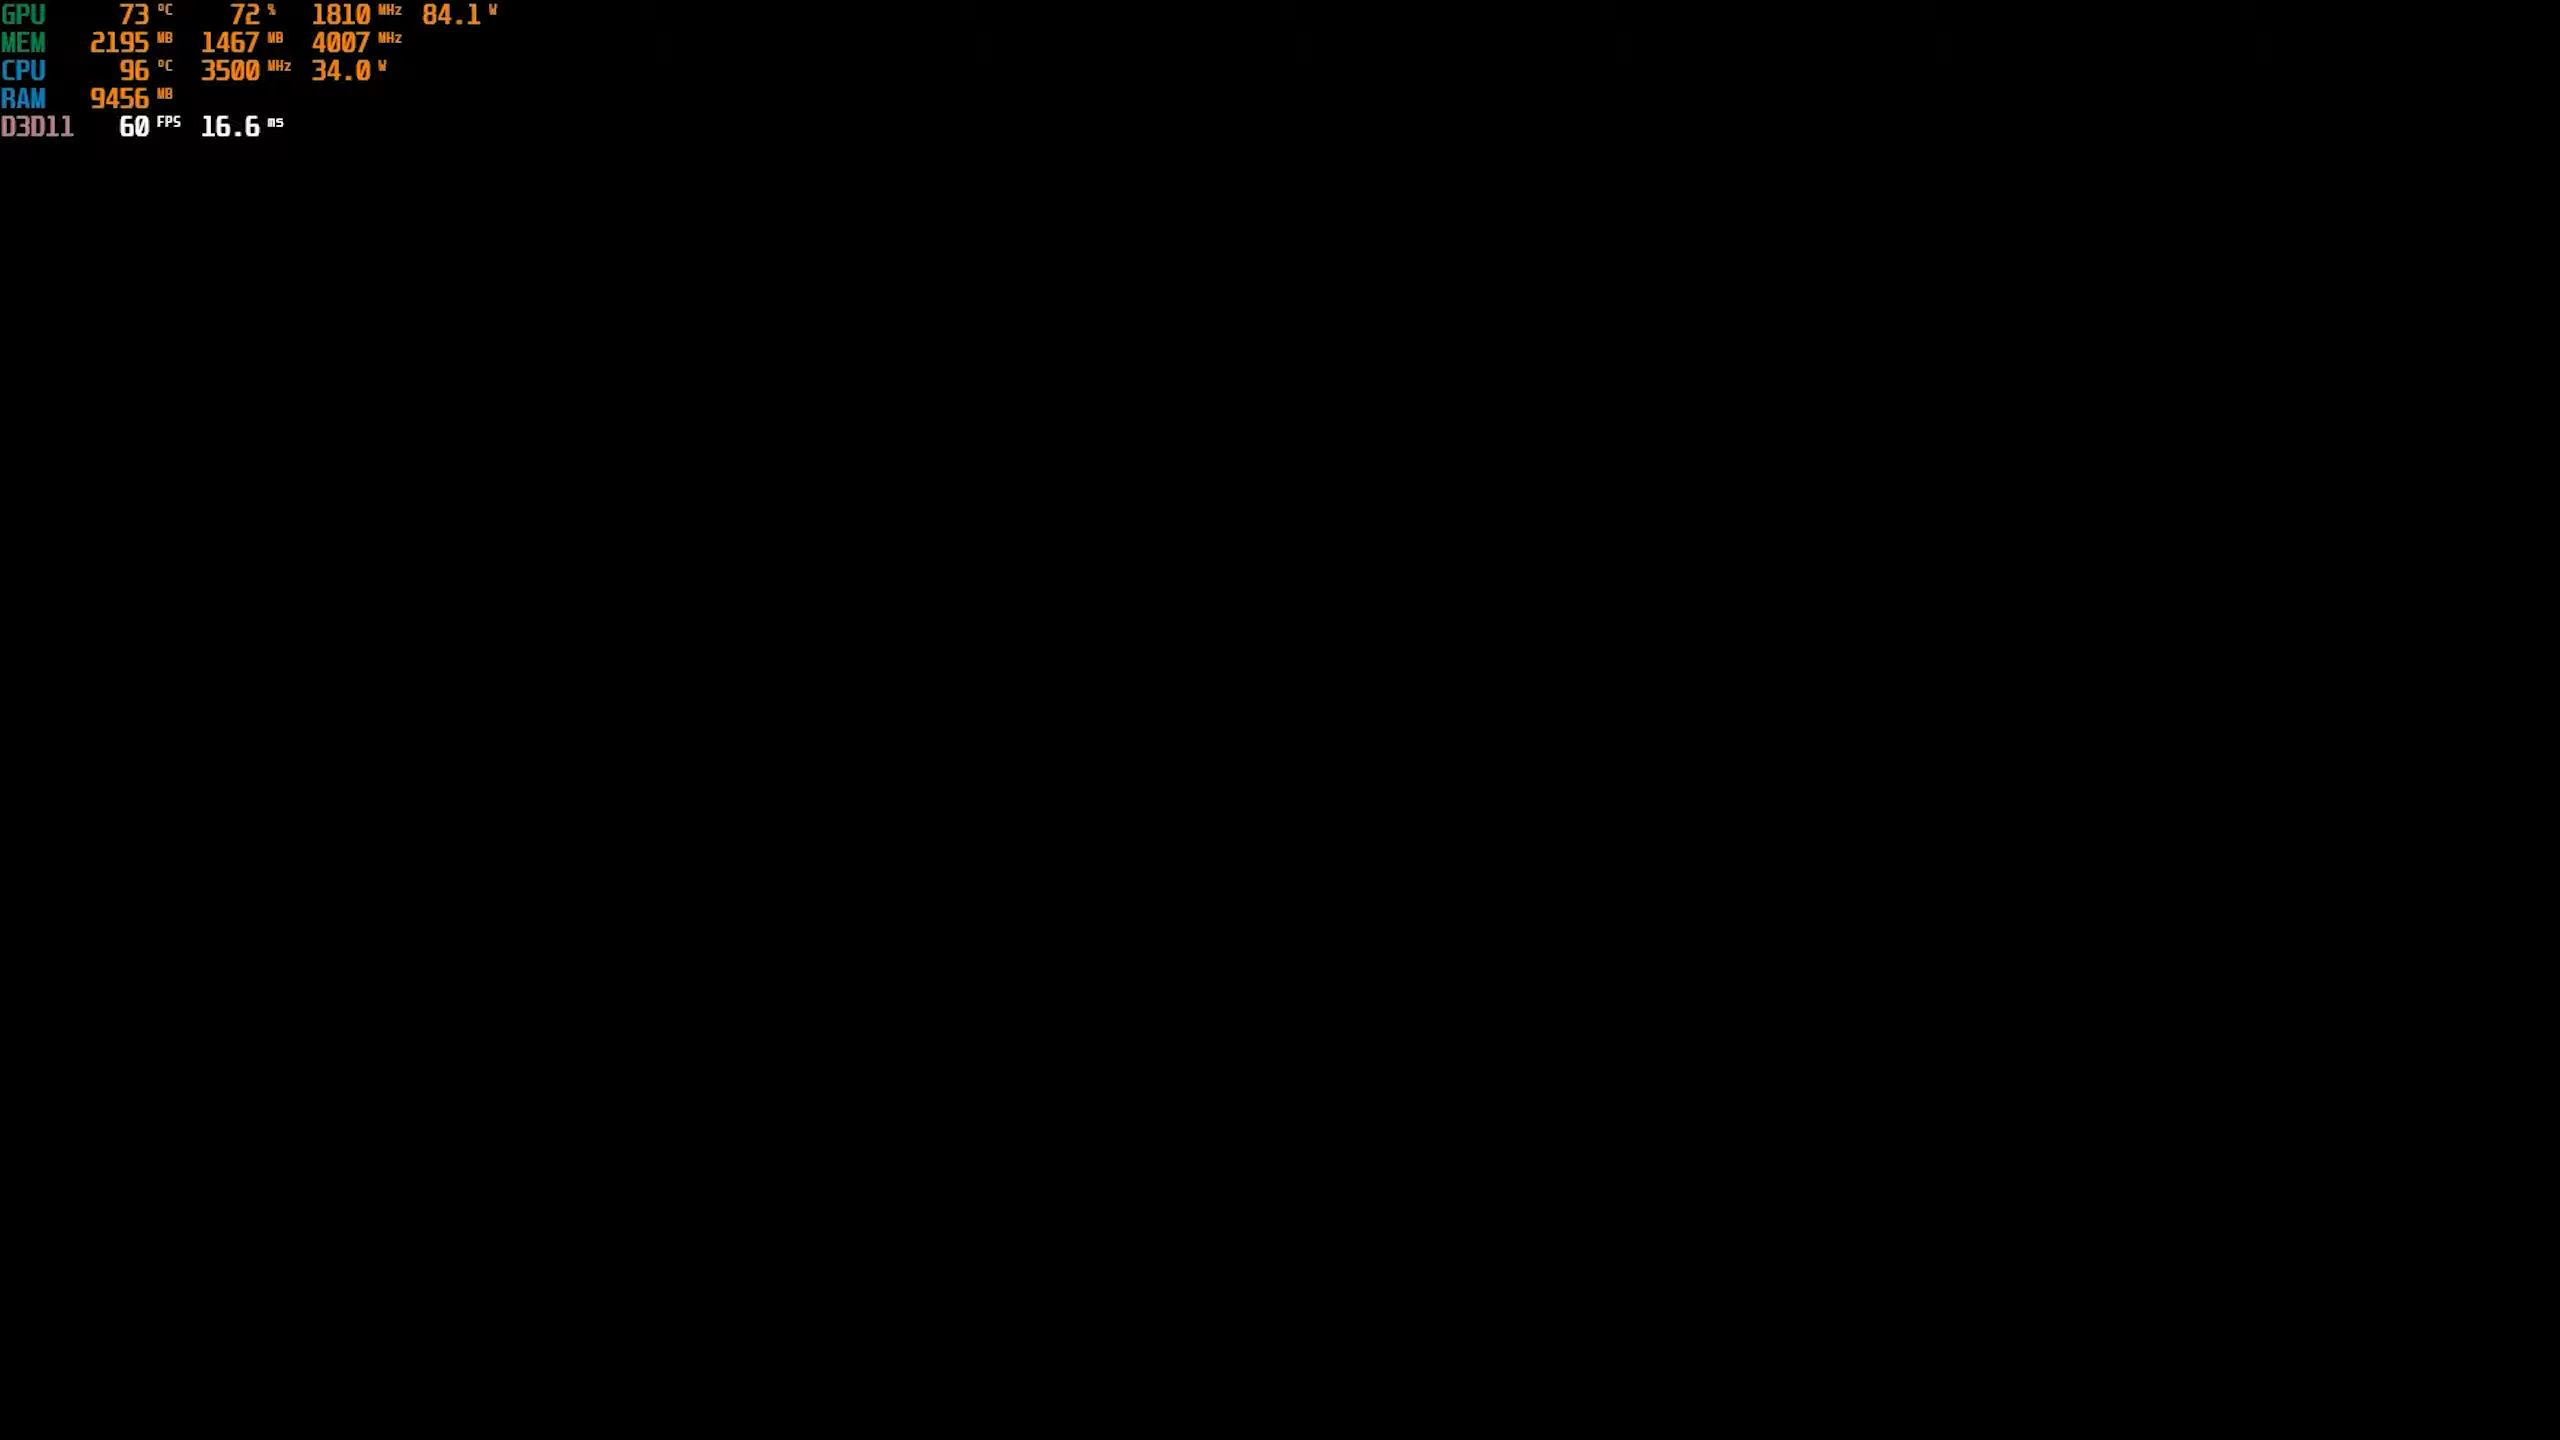 GPU 73 °C 72 % 1810 MHz 84.1 W
MEM 2195 MB 1467 MB 4007 MHz
CPU 96 °C 3500 MHz 34.0 W
RAM 9456 MB
D3D11 60 FPS 16.6 ms